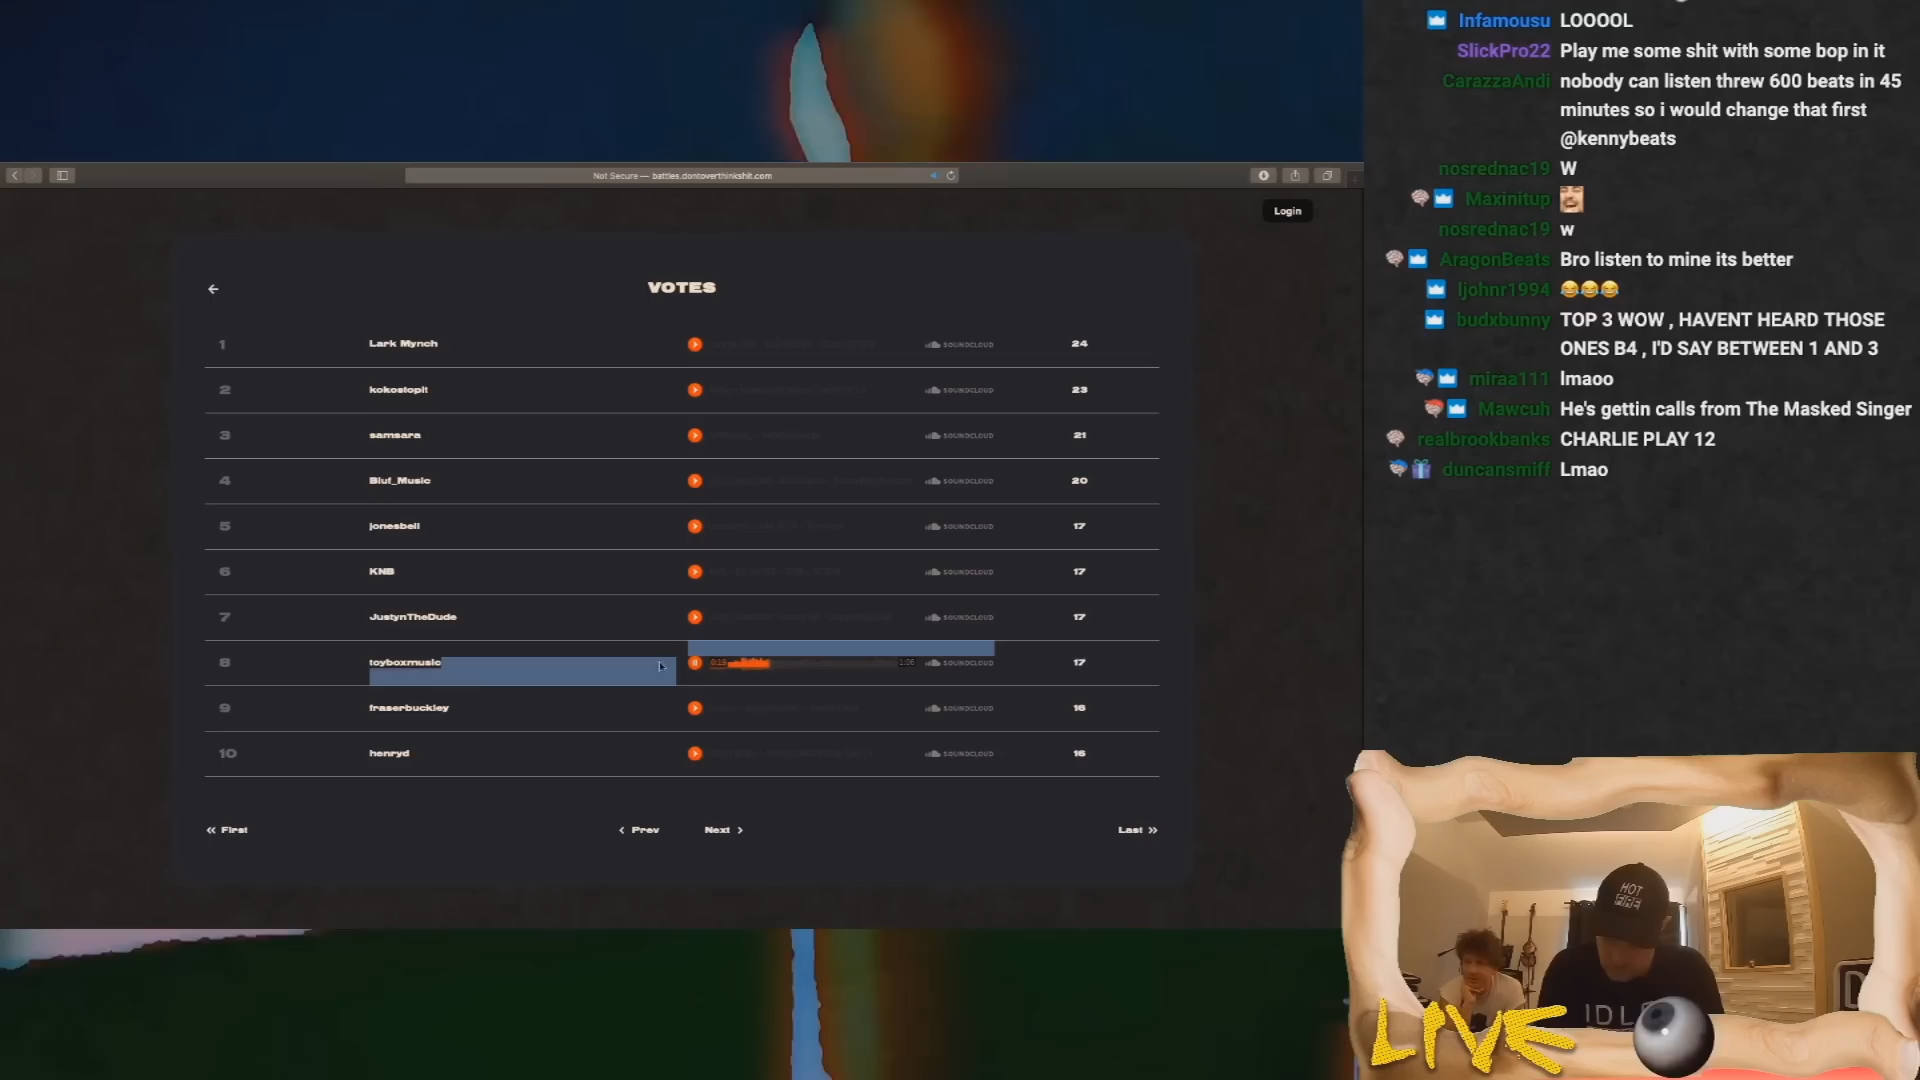 Not Secure — battles.dontoverthinkshit.com
Login
VOTES
1 Lark Mynch SOUNDCLOUD 24
2 kokostopit SOUNDCLOUD 23
3 samsara SOUNDCLOUD 21
4 Bluf_Music SOUNDCLOUD 20
5 jonesbell SOUNDCLOUD 17
6 KNB SOUNDCLOUD 17
7 JustynTheDude SOUNDCLOUD 17
8 toyboxmusic 0:15 1:06 SOUNDCLOUD 17
9 fraserbuckley SOUNDCLOUD 16
10 henryd SOUNDCLOUD 16
First
Prev
Next
Last
Infamousu LOOOOL
SlickPro22 Play me some shit with some bop in it
CarazzaAndi nobody can listen threw 600 beats in 45
minutes so i would change that first
@kennybeats
nosrednac19 W
Maxinitup
nosrednac19 w
AragonBeats Bro listen to mine its better
ljohnr1994 😂😂😂
budxbunny TOP 3 WOW , HAVENT HEARD THOSE
ONES B4 , I'D SAY BETWEEN 1 AND 3
miraa111 lmaoo
Mawcuh He's gettin calls from The Masked Singer
realbrookbanks CHARLIE PLAY 12
duncansmiff Lmao
HOT
FIRE
IDL
LIVE